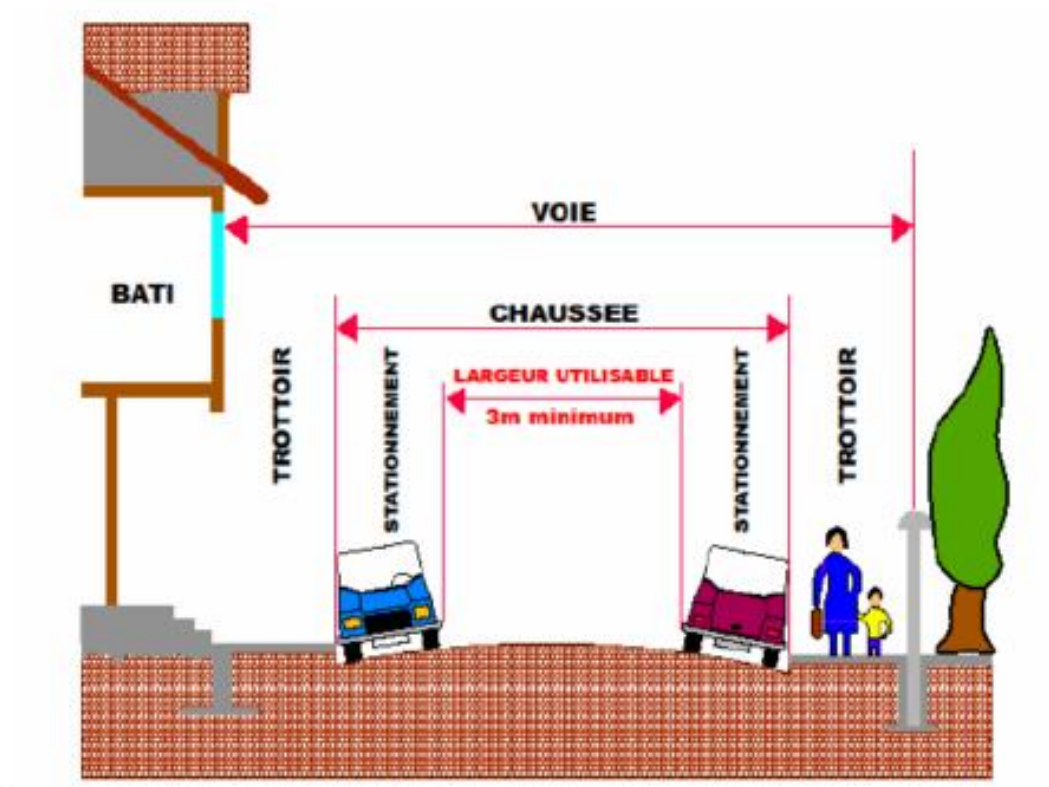 VOIE
BATI
CHAUSSEE
TROTTOIR
STATIONNEMENT
LARGEUR UTILISABLE
3m minimum
STATIONNEMENT
TROTTOIR